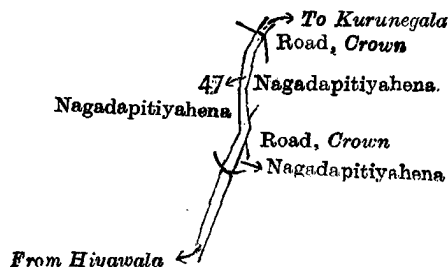 To Kurunegala
Road, Crown
47 Nagadapitiyahena.
Nagadapitiyahena
Road, Crown
Nagadapitiyahena
From Hiyawala